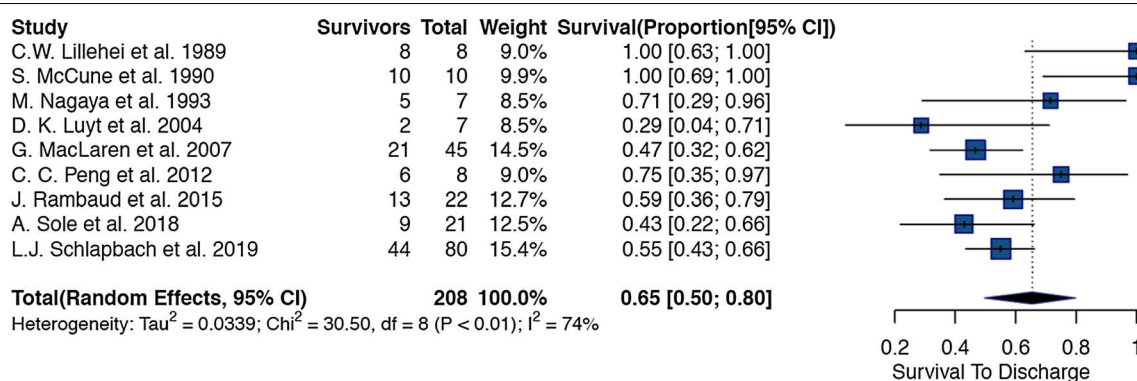 Study Survivors Total Weight Survival(Proportion[95% CI])
C.W. Lillehei et al. 1989 8 8 9.0% 1.00 [0.63; 1.00]
S. McCune et al. 1990 10 10 9.9% 1.00 [0.69; 1.00]
M. Nagaya et al. 1993 5 7 8.5% 0.71 [0.29; 0.96]
D. K. Luyt et al. 2004 2 7 8.5% 0.29 [0.04; 0.71]
G. MacLaren et al. 2007 21 45 14.5% 0.47 [0.32; 0.62]
C. C. Peng et al. 2012 6 8 9.0% 0.75 [0.35; 0.97]
J. Rambaud et al. 2015 13 22 12.7% 0.59 [0.36; 0.79]
A. Sole et al. 2018 9 21 12.5% 0.43 [0.22; 0.66]
L.J. Schlapbach et al. 2019 44 80 15.4% 0.55 [0.43; 0.66]
Total(Random Effects, 95% CI) 208 100.0% 0.65 [0.50; 0.80]
Heterogeneity: Tau² = 0.0339; Chi² = 30.50, df = 8 (P < 0.01); I² = 74%
0.2 0.4 0.6 0.8 1
Survival To Discharge